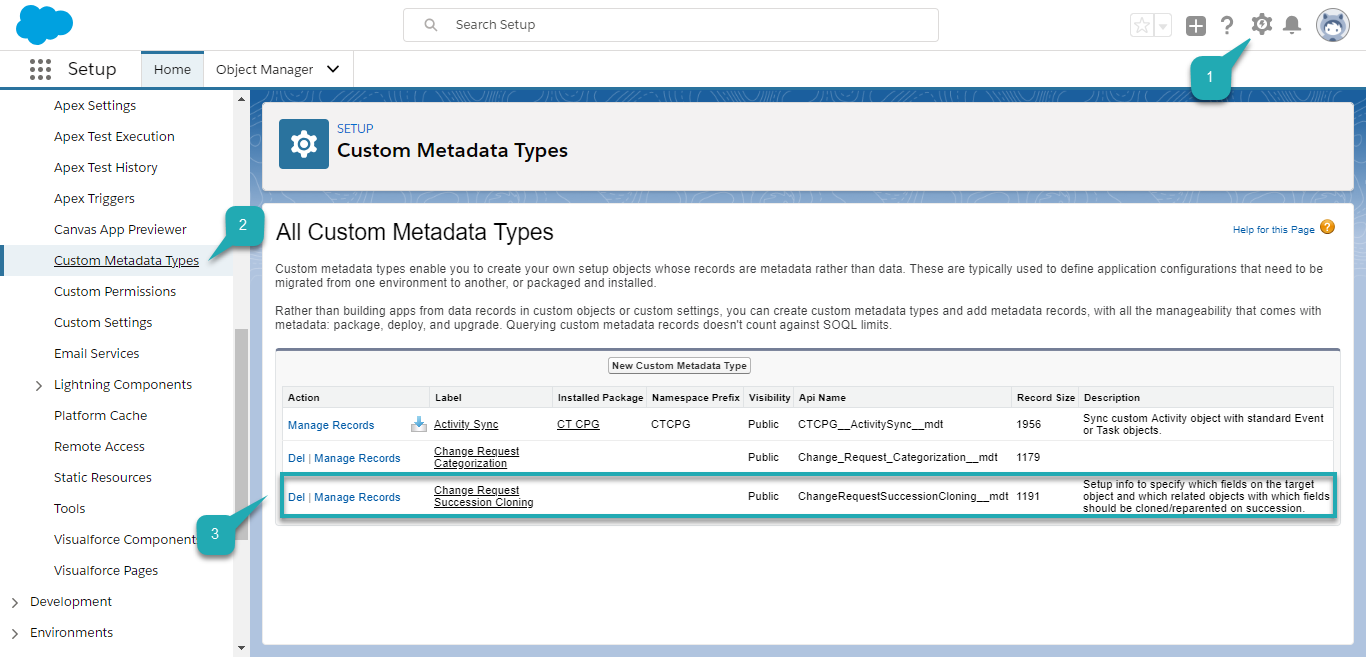 Search Setup
1
Setup
Home
Object Manager
Apex Settings
Apex Test Execution
Apex Test History
Apex Triggers
Canvas App Previewer
2
Custom Metadata Types
Custom Permissions
Custom Settings
Email Services
Lightning Components
Platform Cache
Remote Access
Static Resources
Tools
Visualforce Component
Visualforce Pages
Development
Environments
SETUP
Custom Metadata Types
All Custom Metadata Types
Help for this Page ?
Custom metadata types enable you to create your own setup objects whose records are metadata rather than data. These are typically used to define application configurations that need to be
migrated from one environment to another, or packaged and installed.
Rather than building apps from data records in custom objects or custom settings, you can create custom metadata types and add metadata records, with all the manageability that comes with
metadata: package, deploy, and upgrade. Querying custom metadata records doesn't count against SOQL limits.
New Custom Metadata Type
Action Label Installed Package Namespace Prefix Visibility Api Name Record Size Description
Manage Records Activity Sync CT CPG CTCPG Public CTCPG__ActivitySync__mdt 1956 Sync custom Activity object with standard Event
or Task objects.
Del | Manage Records Change Request
Categorization Public Change_Request_Categorization__mdt 1179
3
Del | Manage Records Change Request
Succession Cloning Public ChangeRequestSuccessionCloning__mdt 1191 Setup info to specify which fields on the target
object and which related objects with which fields
should be cloned/reparented on succession.